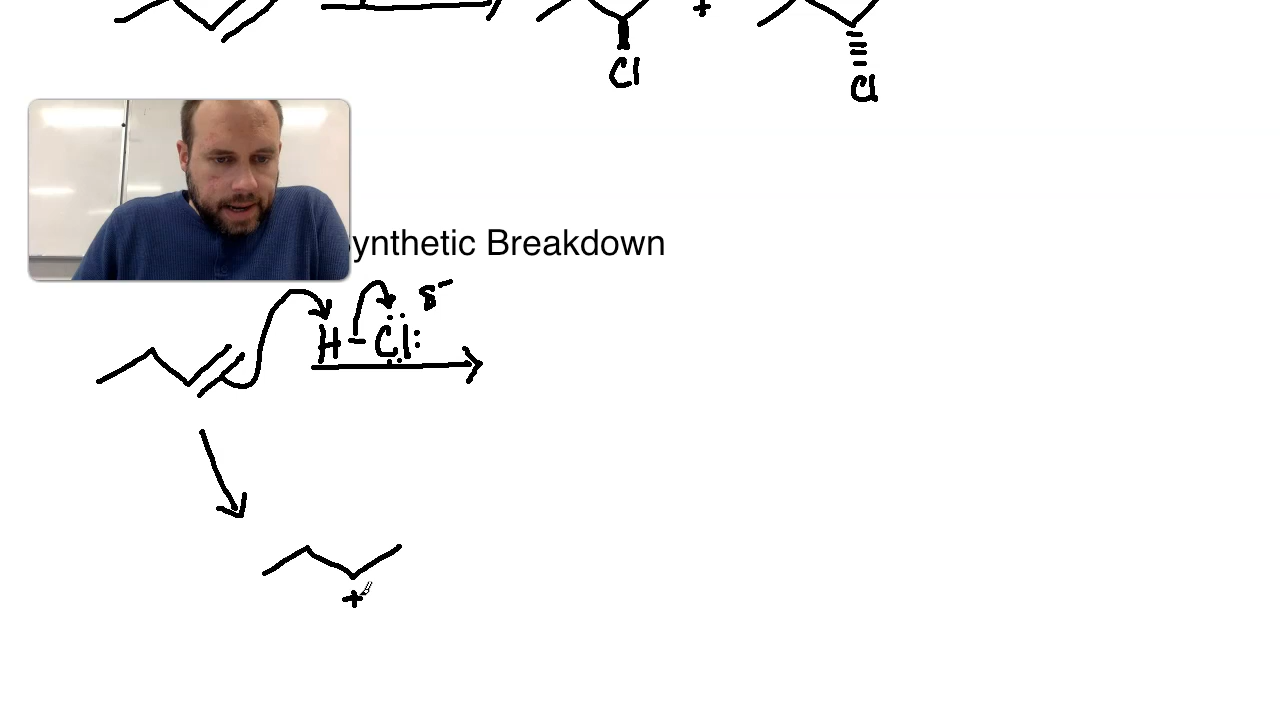 +
Cl
Cl
ynthetic Breakdown
δ-
H-Cl:
+